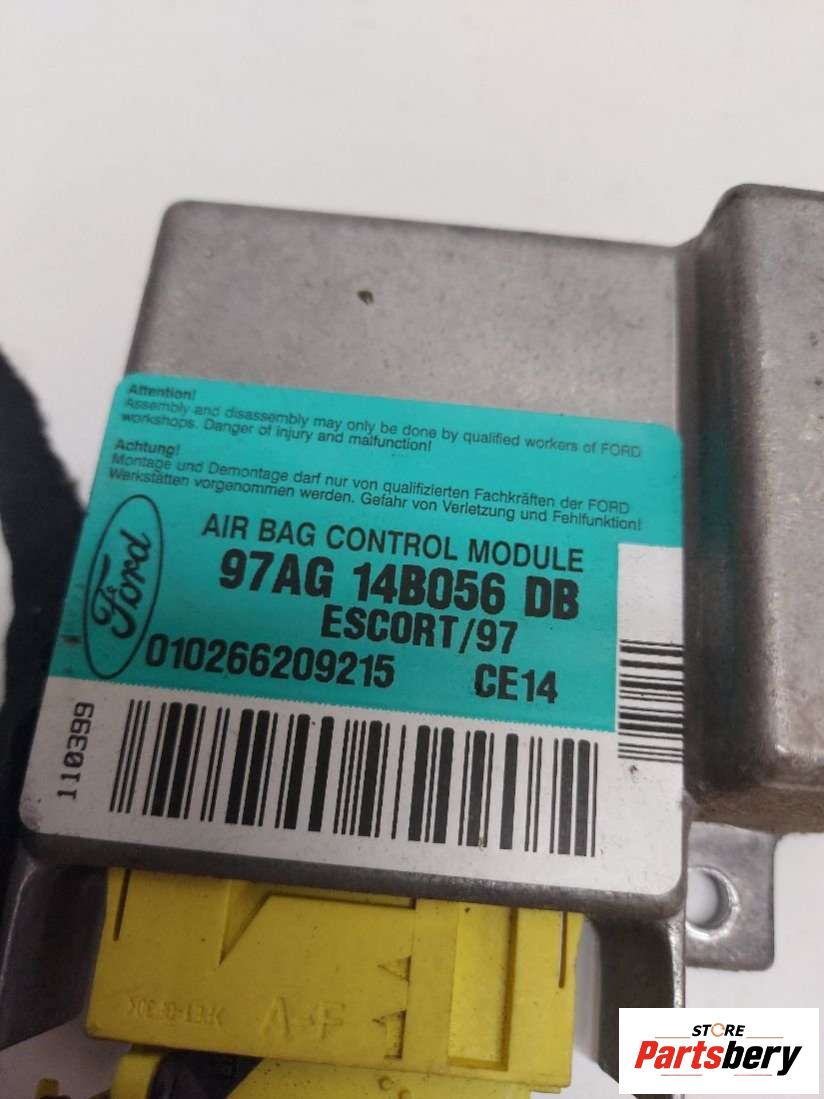 Attention!
Assembly and disassembly may only be done by qualified workers of FORD
workshops. Danger of injury and malfunction!
Achtung!
Montage und Demontage darf nur von qualifizierten Fachkräften der FORD
Werkstätten vorgenommen werden. Gefahr von Verletzung und Fehlfunktion!
Ford
AIR BAG CONTROL MODULE
97AG 14B056 DB
ESCORT/97
010266209215 CE14
110399
A-F
STORE
Partsbery